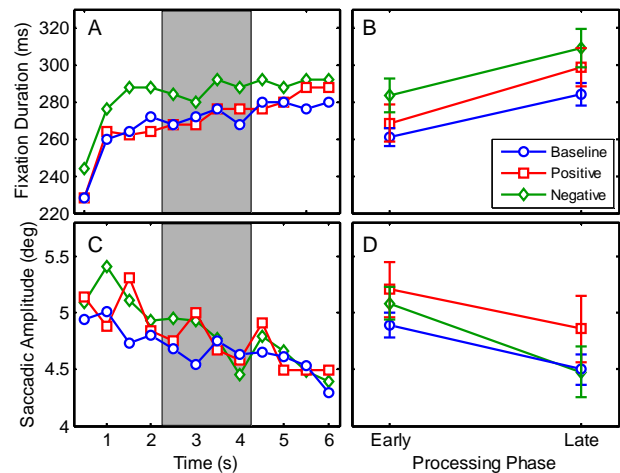 A
B
Fixation Duration (ms)
320
300
280
260
240
220
Baseline
Positive
Negative
C
D
Saccadic Amplitude (deg)
5.5
5
4.5
4
1 2 3 4 5 6
Time (s)
Early Late
Processing Phase